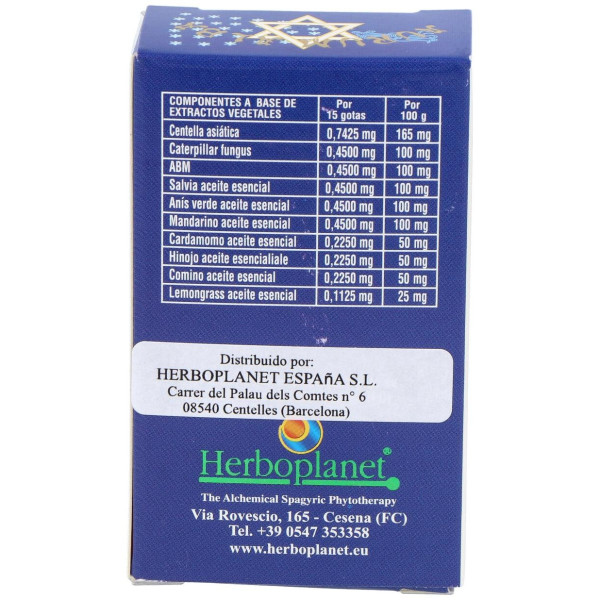 COMPONENTES A BASE DE EXTRACTOS VEGETALES Por 15 gotas Por 100 g
Centella asiática 0,7425 mg 165 mg
Caterpillar fungus 0,4500 mg 100 mg
ABM 0,4500 mg 100 mg
Salvia aceite esencial 0,4500 mg 100 mg
Anís verde aceite esencial 0,4500 mg 100 mg
Mandarino aceite esencial 0,4500 mg 100 mg
Cardamomo aceite esencial 0,2250 mg 50 mg
Hinojo aceite esencialiale 0,2250 mg 50 mg
Comino aceite esencial 0,2250 mg 50 mg
Lemongrass aceite esencial 0,1125 mg 25 mg
Distribuido por:
HERBOPLANET ESPAñA S.L.
Carrer del Palau dels Comtes n° 6
08540 Centelles (Barcelona)
Herboplanet®
The Alchemical Spagyric Phytotherapy
Via Rovescio, 165 - Cesena (FC)
Tel. +39 0547 353358
www.herboplanet.eu